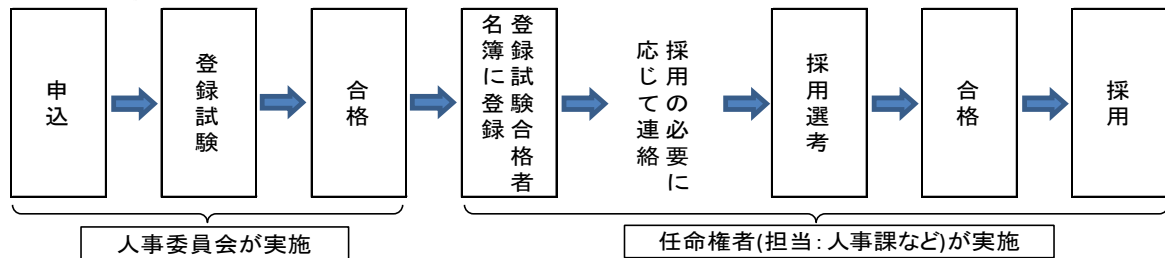 申込
登録試験
合格
登録試験合格者
名簿に登録
採用の必要に
応じて連絡
採用選考
合格
採用
人事委員会が実施
任命権者(担当：人事課など)が実施